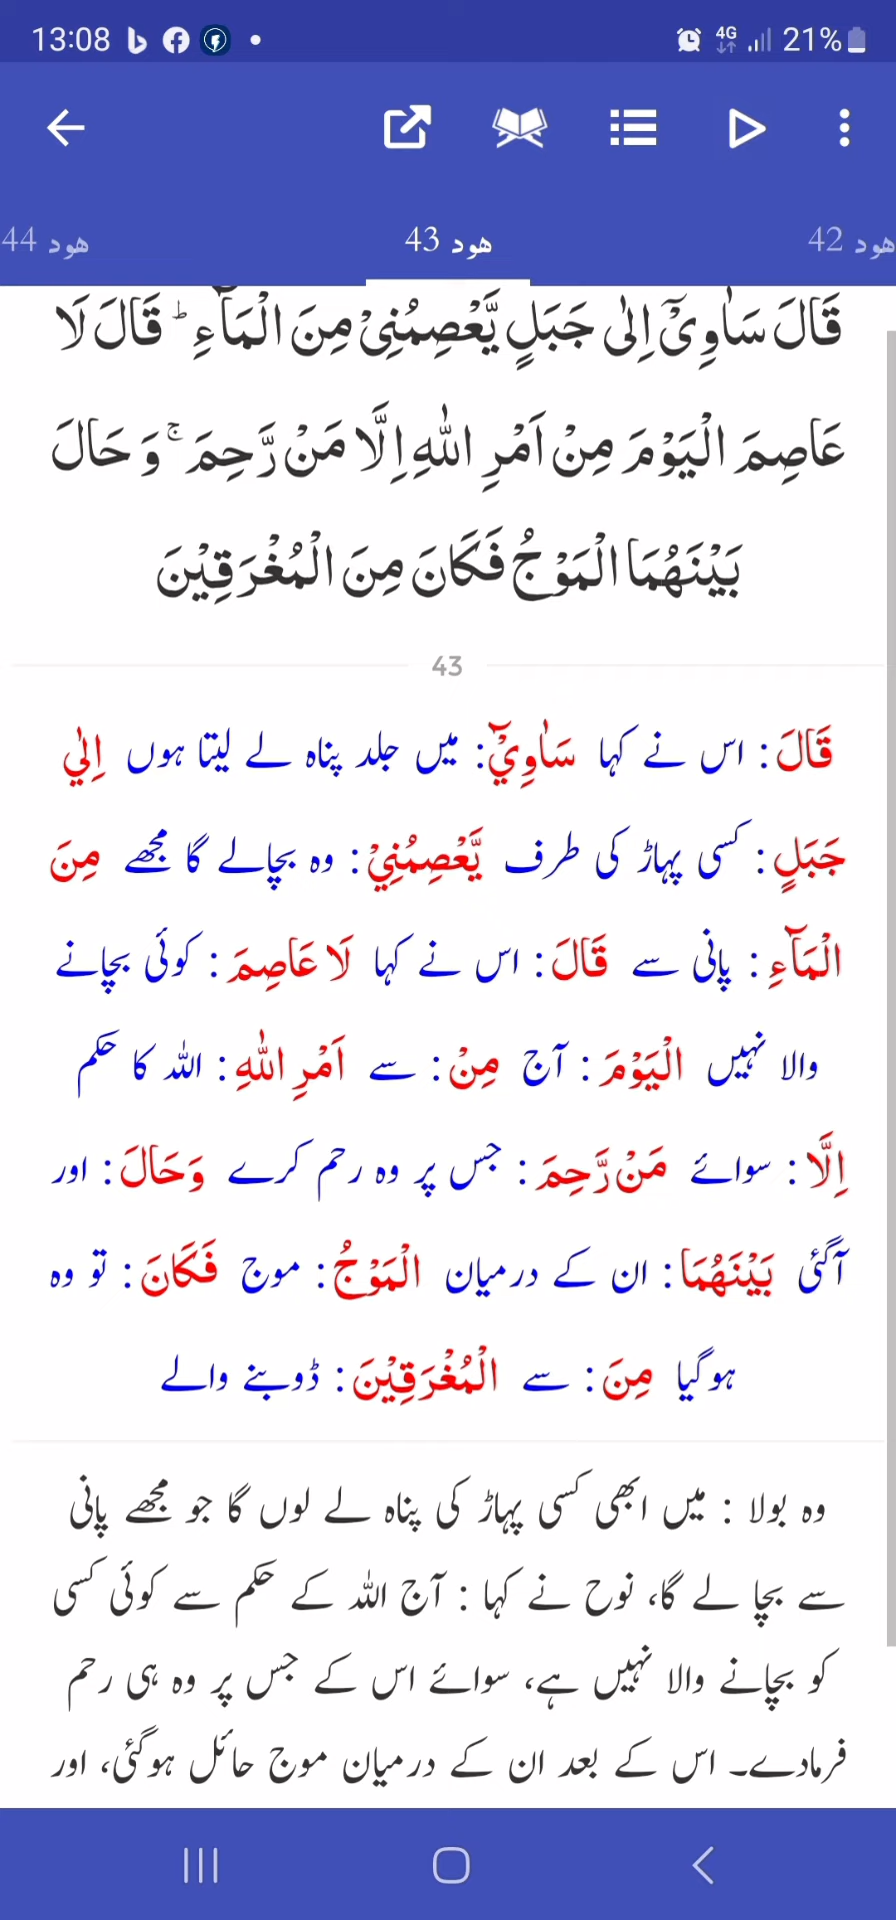 13:08
4G 21%
هود 44 هود 43 هود 42
قَالَ سَاٰوِیْۤ اِلٰی جَبَلٍ یَّعْصِمُنِیْ مِنَ الْمَآءِ ؕ قَالَ لَا
عَاصِمَ الْیَوْمَ مِنْ اَمْرِ اللّٰهِ اِلَّا مَنْ رَّحِمَ ۚ وَ حَالَ
بَیْنَهُمَا الْمَوْجُ فَكَانَ مِنَ الْمُغْرَقِیْنَ
43
قَالَ : اس نے کہا سَاٰوِيْٓ : میں جلد پناہ لے لیتا ہوں اِلٰي
جَبَلٍ : کسی پہاڑ کی طرف يَّعْصِمُنِيْ : وہ بچالے گا مجھے مِنَ
الْمَآءِ : پانی سے قَالَ : اس نے کہا لَا عَاصِمَ : کوئی بچانے
والا نہیں الْيَوْمَ : آج مِنْ : سے اَمْرِ اللّٰهِ : اللہ کا حکم
اِلَّا : سوائے مَنْ رَّحِمَ : جس پر وہ رحم کرے وَحَالَ : اور
آگئی بَيْنَهُمَا : ان کے درمیان الْمَوْجُ : موج فَكَانَ : تو وہ
ہوگیا مِنَ : سے الْمُغْرَقِيْنَ : ڈوبنے والے
وہ بولا : میں ابھی کسی پہاڑ کی پناہ لے لوں گا جو مجھے پانی
سے بچا لے گا، نوح نے کہا : آج اللہ کے حکم سے کوئی کسی
کو بچانے والا نہیں ہے، سوائے اس کے جس پر وہ ہی رحم
فرمادے۔ اس کے بعد ان کے درمیان موج حائل ہوگئی، اور